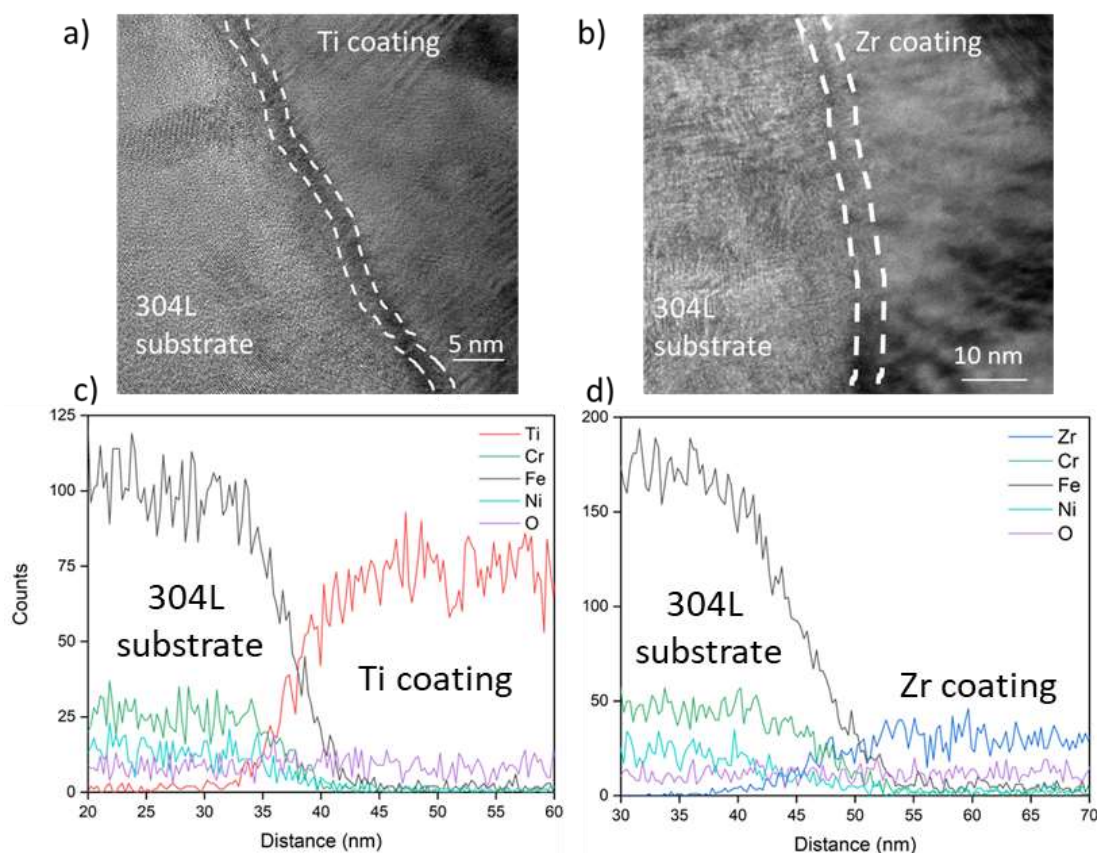 a)
Ti coating
304L
substrate
5 nm
b)
Zr coating
304L
substrate
10 nm
c)
125
100
75
50
25
0
Counts
Ti
Cr
Fe
Ni
O
304L
substrate
Ti coating
20 25 30 35 40 45 50 55 60
Distance (nm)
d)
200
150
100
50
0
Zr
Cr
Fe
Ni
O
304L
substrate
Zr coating
30 35 40 45 50 55 60 65 70
Distance (nm)